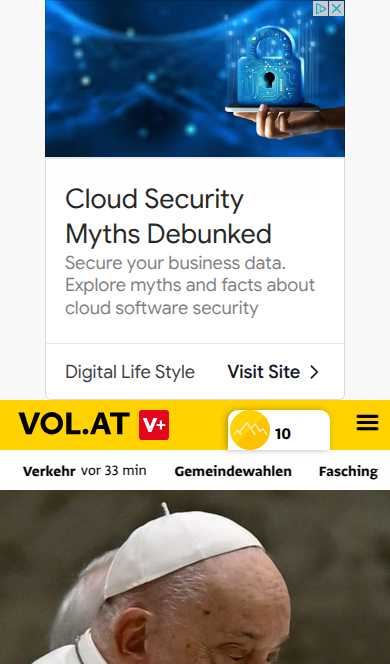 Cloud Security
Myths Debunked
Secure your business data.
Explore myths and facts about
cloud software security
Digital Life Style
Visit Site
VOL.AT V+
10
Verkehr vor 33 min Gemeindewahlen Fasching